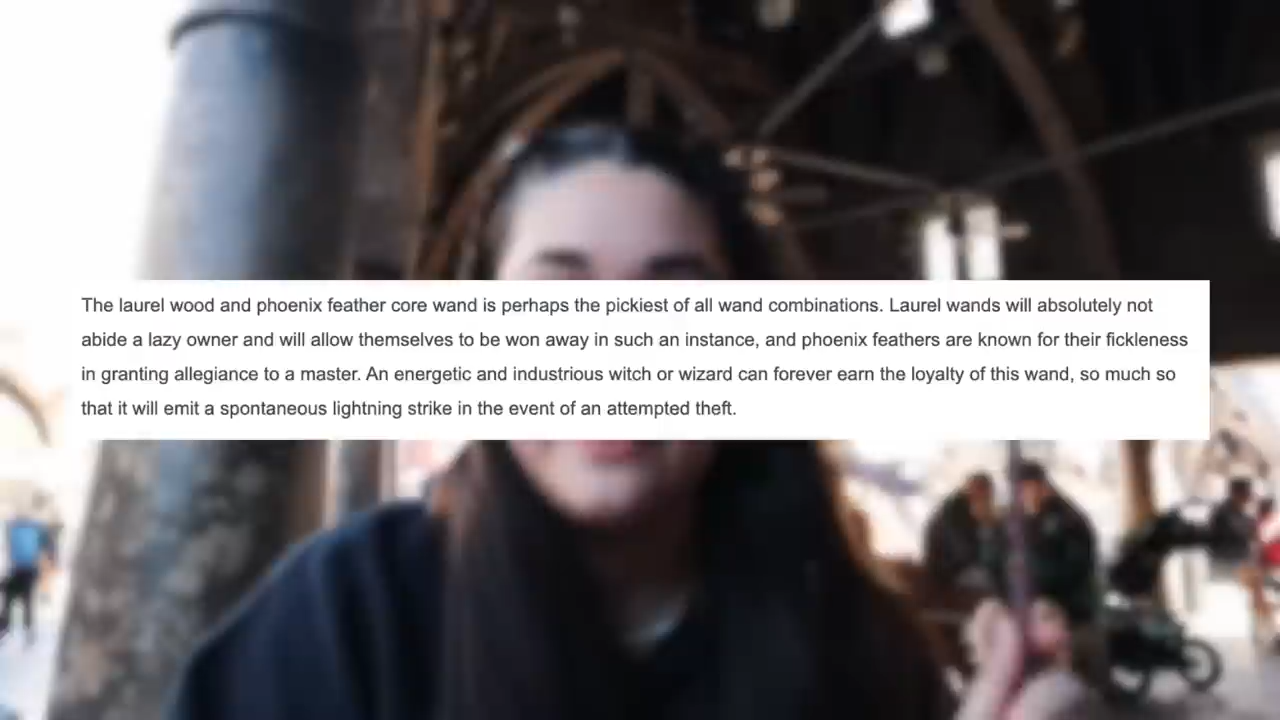 The laurel wood and phoenix feather core wand is perhaps the pickiest of all wand combinations. Laurel wands will absolutely not
abide a lazy owner and will allow themselves to be won away in such an instance, and phoenix feathers are known for their fickleness
in granting allegiance to a master. An energetic and industrious witch or wizard can forever earn the loyalty of this wand, so much so
that it will emit a spontaneous lightning strike in the event of an attempted theft.